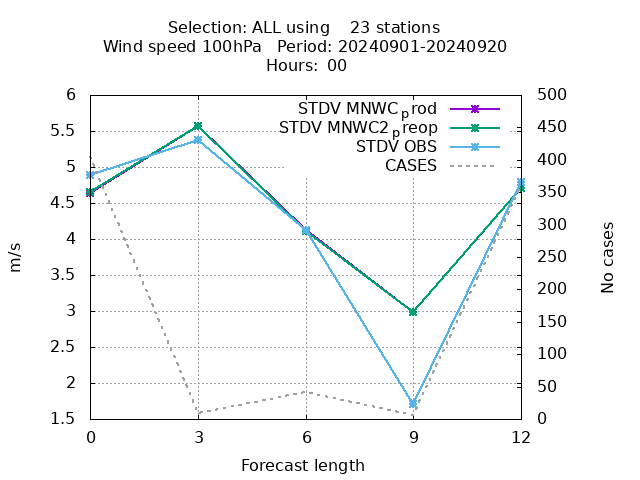 Selection: ALL using    23 stations
Wind speed 100hPa   Period: 20240901-20240920
Hours:  00
STDV MNWC_prod
STDV MNWC2_preop
STDV OBS
CASES
6
5.5
5
4.5
4
3.5
3
2.5
2
1.5
500
450
400
350
300
250
200
150
100
50
0
m/s
No cases
0 3 6 9 12
Forecast length